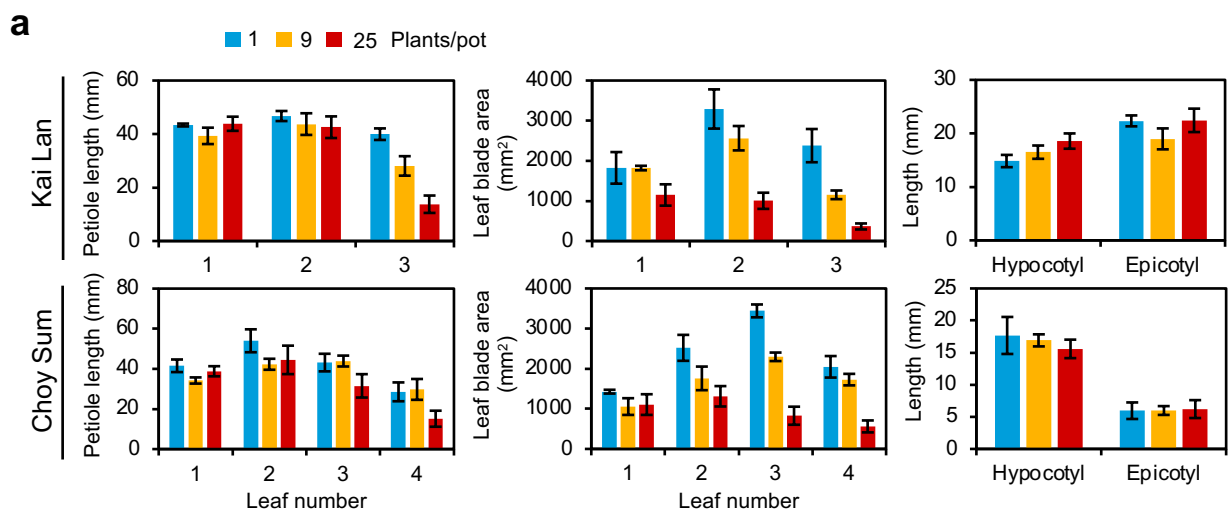 a
1 9 25 Plants/pot
Kai Lan
Petiole length (mm)
60
40
20
0
1 2 3
Leaf blade area
(mm²)
4000
3000
2000
1000
0
1 2 3
Length (mm)
30
20
10
0
Hypocotyl Epicotyl
Choy Sum
Petiole length (mm)
80
60
40
20
0
1 2 3 4
Leaf number
Leaf blade area
(mm²)
4000
3000
2000
1000
0
1 2 3 4
Leaf number
Length (mm)
25
20
15
10
5
0
Hypocotyl Epicotyl